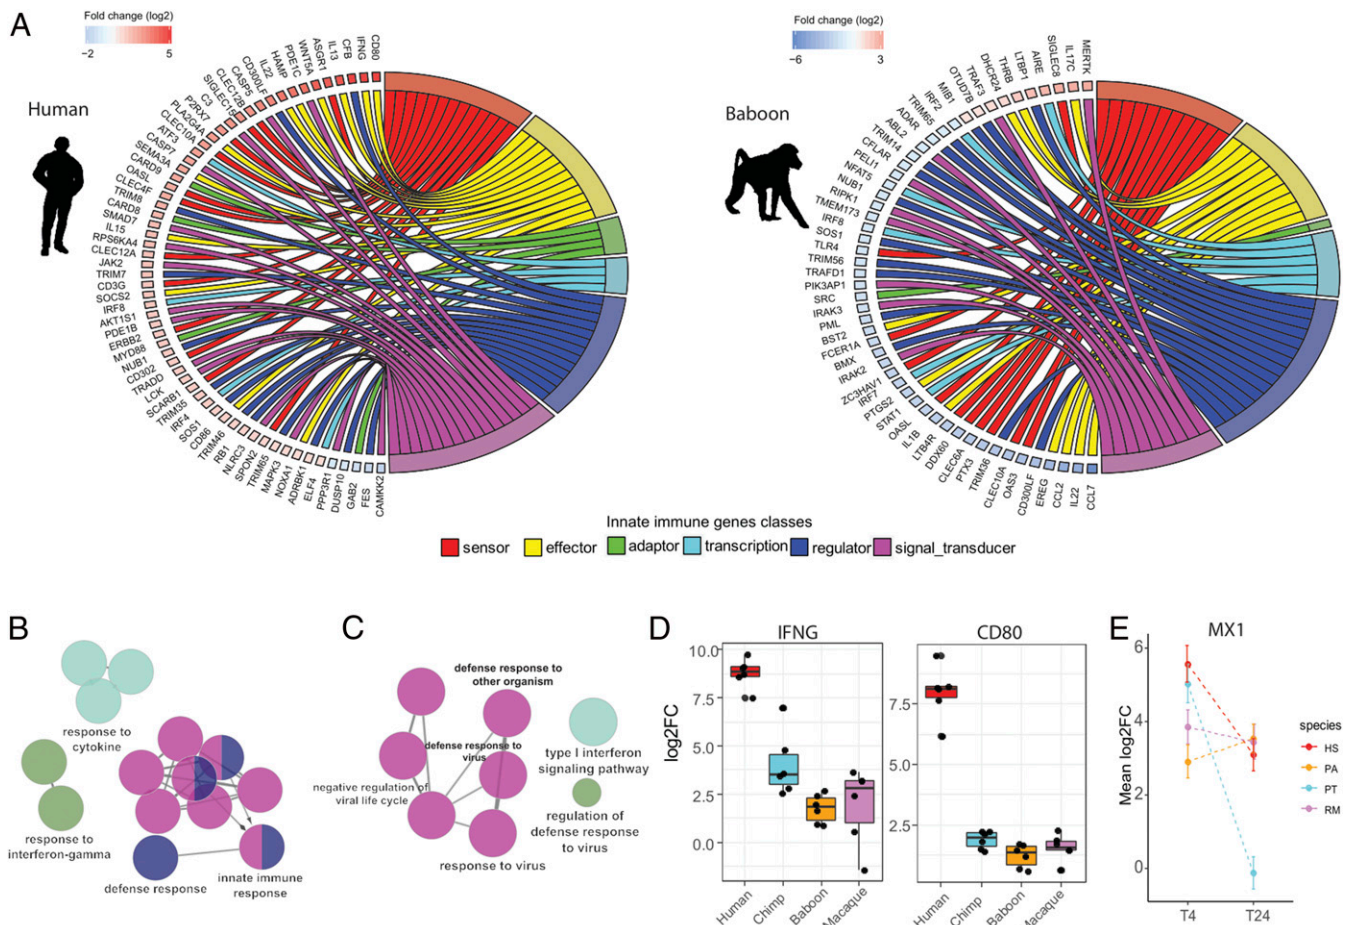 A
Fold change (log2)
−2
5
Human
CD80
IFNG
CFB
IL13
ASGR1
WNT5A
PDE1C
HAMP
IL22
CD300LF
CASP5
CLEC12B
SIGLEC16
C3
P2RX7
PLA2G4A
CLEC10A
ATF3
CASP7
SEMA3A
CARD9
OASL
CLEC4F
TRIM8
CARD8
SMAD7
IL15
RPS6KA4
CLEC12A
JAK2
TRIM7
CD3G
SOCS2
IRF8
AKT1S1
PDE1B
ERBB2
MYD88
NUB1
CD302
TRADD
LCK
SCARB1
TRIM35
IRF4
SOS1
CD86
TRIM46
RB1
NLRC3
SPON2
TRIM65
MAPK3
NOXA1
ADRBK1
ELF4
PPP3R1
DUSP10
GAB2
FES
CAMKK2
Fold change (log2)
−6
3
Baboon
MERTK
IL17C
SIGLEC8
AIRE
LTBP1
THRB
DHCR24
TRAF3
OTUD7B
MIB1
IRF2
TRIM65
ADAR
ABL2
TRIM14
CFLAR
PELI1
NFAT5
NUB1
RIPK1
TMEM173
IRF8
SOS1
TLR4
TRIM56
TRAFD1
PIK3AP1
SRC
IRAK3
PML
BST2
FCER1A
BMX
IRAK2
ZC3HAV1
IRF7
PTGS2
STAT1
OASL
IL1B
LTB4R
DDX60
CLEC6A
PTX3
TRIM36
CLEC10A
OAS3
CD300LF
EREG
CCL2
IL22
CCL7
Innate immune genes classes
sensor
effector
adaptor
transcription
regulator
signal_transducer
B
response to
cytokine
response to
interferon-gamma
defense response
innate immune
response
C
defense response to
other organism
defense response to
virus
negative regulation of
viral life cycle
response to virus
type I interferon
signaling pathway
regulation of
defense response
to virus
D
IFNG
log2FC
10.0
7.5
5.0
2.5
0.0
Human
Chimp
Baboon
Macaque
CD80
7.5
5.0
2.5
Human
Chimp
Baboon
Macaque
E
MX1
Mean log2FC
6
4
2
0
T4
T24
species
HS
PA
PT
RM